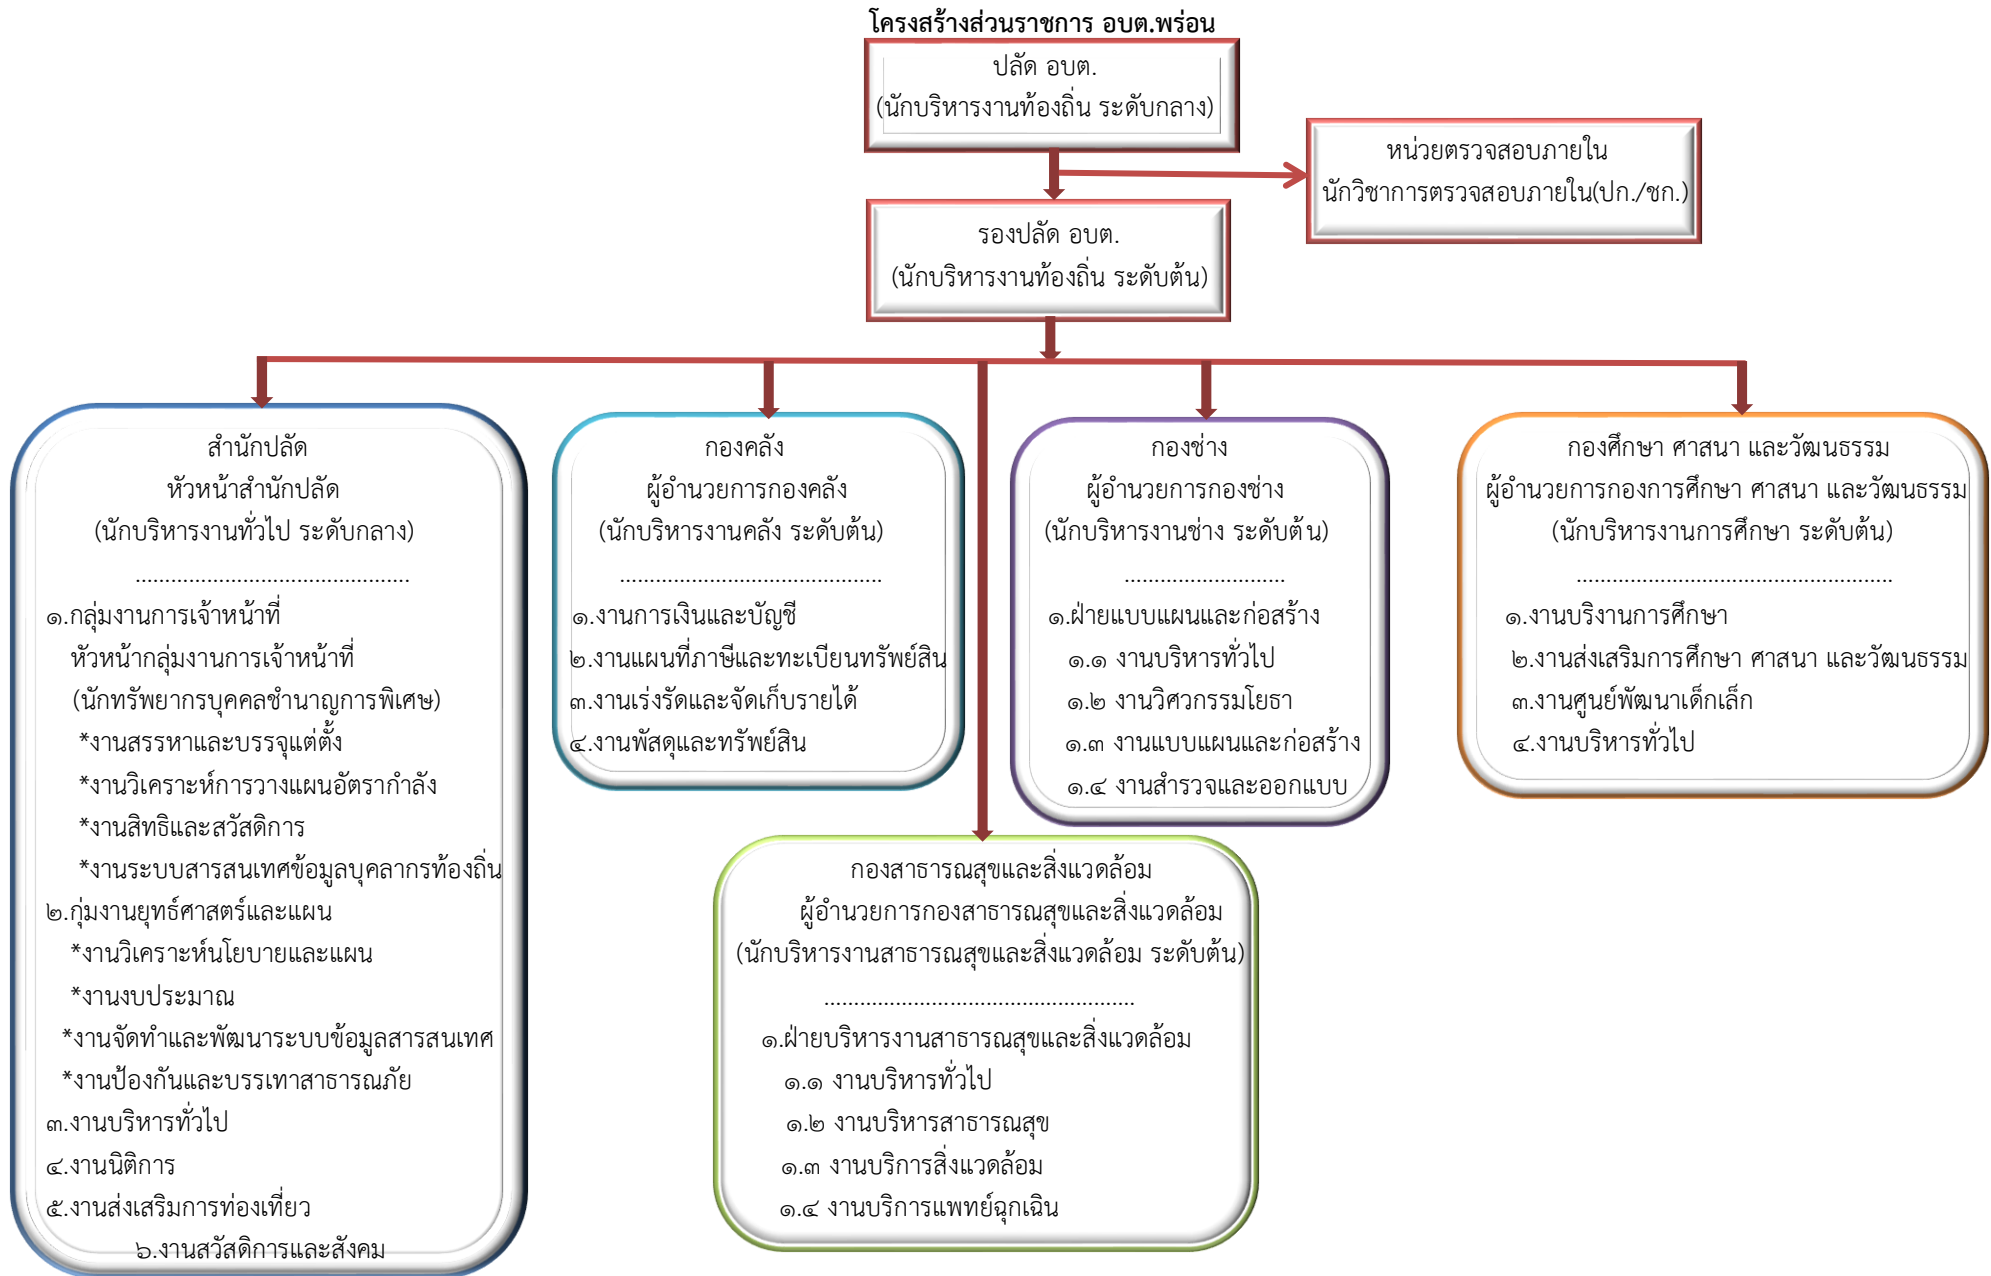 โครงสร้างส่วนราชการ อบต.พร่อน
ปลัด อบต.
(นักบริหารงานท้องถิ่น ระดับกลาง)
หน่วยตรวจสอบภายใน
นักวิชาการตรวจสอบภายใน(ปก./ชก.)
รองปลัด อบต.
(นักบริหารงานท้องถิ่น ระดับต้น)
สำนักปลัด
หัวหน้าสำนักปลัด
(นักบริหารงานทั่วไป ระดับกลาง)
..............................................
๑.กลุ่มงานการเจ้าหน้าที่
หัวหน้ากลุ่มงานการเจ้าหน้าที่
(นักทรัพยากรบุคคลชำนาญการพิเศษ)
*งานสรรหาและบรรจุแต่ตั้ง
*งานวิเคราะห์การวางแผนอัตรากำลัง
*งานสิทธิและสวัสดิการ
*งานระบบสารสนเทศข้อมูลบุคลากรท้องถิ่น
๒.กุ่มงานยุทธ์ศาสตร์และแผน
*งานวิเคราะห์นโยบายและแผน
*งานงบประมาณ
*งานจัดทำและพัฒนาระบบข้อมูลสารสนเทศ
*งานป้องกันและบรรเทาสาธารณภัย
๓.งานบริหารทั่วไป
๔.งานนิติการ
๕.งานส่งเสริมการท่องเที่ยว
๖.งานสวัสดิการและสังคม
กองคลัง
ผู้อำนวยการกองคลัง
(นักบริหารงานคลัง ระดับต้น)
............................................
๑.งานการเงินและบัญชี
๒.งานแผนที่ภาษีและทะเบียนทรัพย์สิน
๓.งานเร่งรัดและจัดเก็บรายได้
๔.งานพัสดุและทรัพย์สิน
กองช่าง
ผู้อำนวยการกองช่าง
(นักบริหารงานช่าง ระดับต้น)
...........................
๑.ฝ่ายแบบแผนและก่อสร้าง
๑.๑ งานบริหารทั่วไป
๑.๒ งานวิศวกรรมโยธา
๑.๓ งานแบบแผนและก่อสร้าง
๑.๔ งานสำรวจและออกแบบ
กองศึกษา ศาสนา และวัฒนธรรม
ผู้อำนวยการกองการศึกษา ศาสนา และวัฒนธรรม
(นักบริหารงานการศึกษา ระดับต้น)
.....................................................
๑.งานบริงานการศึกษา
๒.งานส่งเสริมการศึกษา ศาสนา และวัฒนธรรม
๓.งานศูนย์พัฒนาเด็กเล็ก
๔.งานบริหารทั่วไป
กองสาธารณสุขและสิ่งแวดล้อม
ผู้อำนวยการกองสาธารณสุขและสิ่งแวดล้อม
(นักบริหารงานสาธารณสุขและสิ่งแวดล้อม ระดับต้น)
....................................................
๑.ฝ่ายบริหารงานสาธารณสุขและสิ่งแวดล้อม
๑.๑ งานบริหารทั่วไป
๑.๒ งานบริหารสาธารณสุข
๑.๓ งานบริการสิ่งแวดล้อม
๑.๔ งานบริการแพทย์ฉุกเฉิน